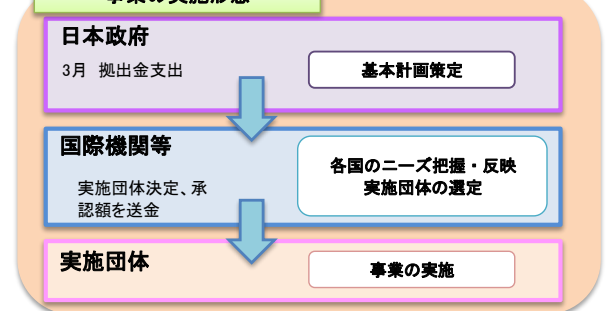 事業の実施形態
日本政府
3月 拠出金支出
基本計画策定
国際機関等
各国のニーズ把握・反映
実施団体の選定
実施団体決定、承
認額を送金
実施団体
事業の実施